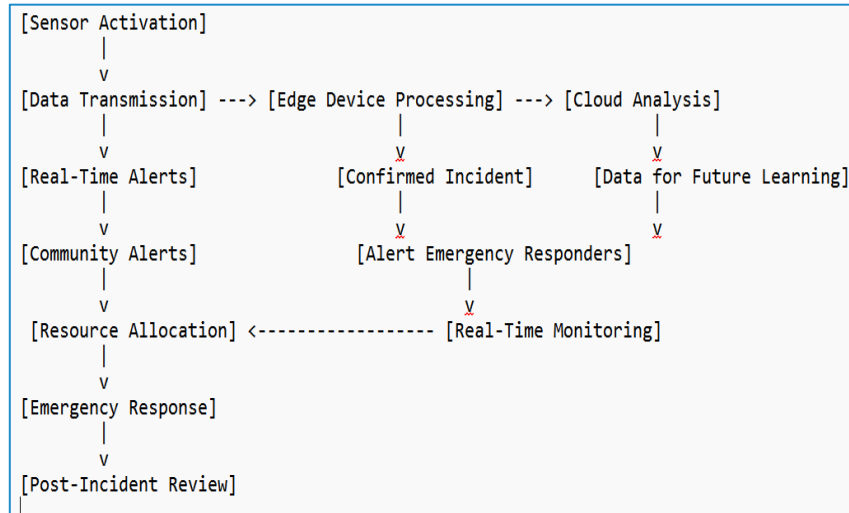 [Sensor Activation]
|
v
[Data Transmission] ---> [Edge Device Processing] ---> [Cloud Analysis]
| | |
v v v
[Real-Time Alerts] [Confirmed Incident] [Data for Future Learning]
| | |
v v v
[Community Alerts] [Alert Emergency Responders]
| |
v v
[Resource Allocation] <------------------ [Real-Time Monitoring]
|
v
[Emergency Response]
|
v
[Post-Incident Review]